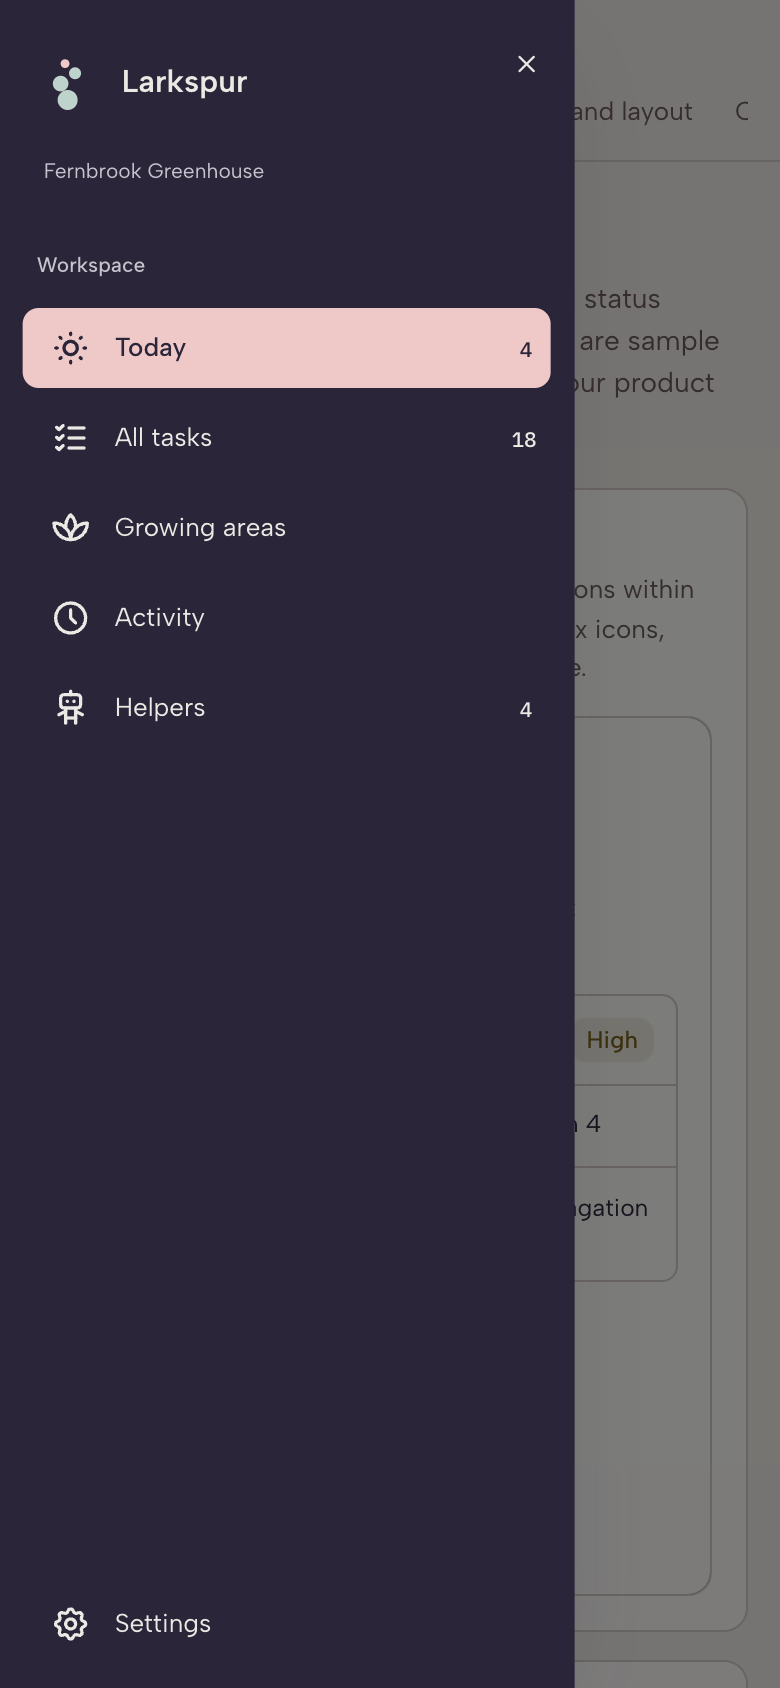 Larkspur
Fernbrook Greenhouse
Workspace
Today 4
All tasks 18
Growing areas
Activity
Helpers 4
Settings
and layout
status
are sample
our product
ons within
x icons,
e.
High
4
gation